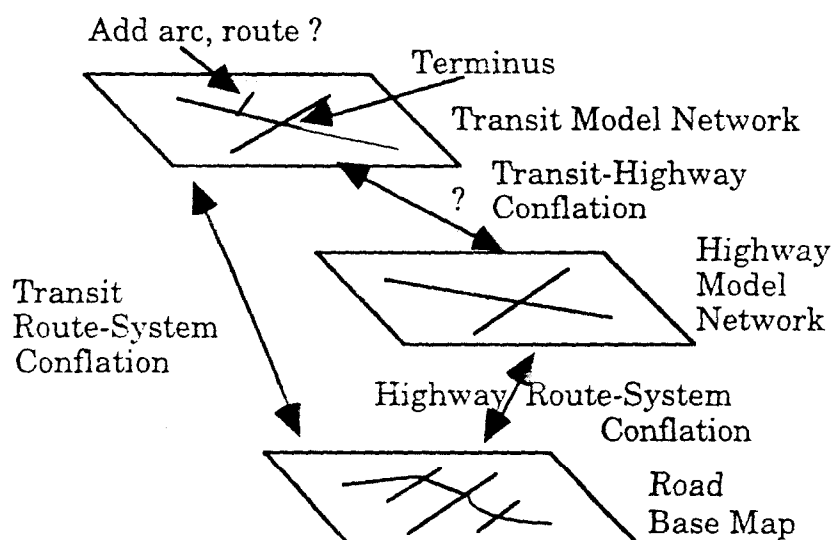 Add arc, route ?
Terminus
Transit Model Network
Transit-Highway
Conflation
?
Highway
Model
Network
Transit
Route-System
Conflation
Highway Route-System
Conflation
Road
Base Map